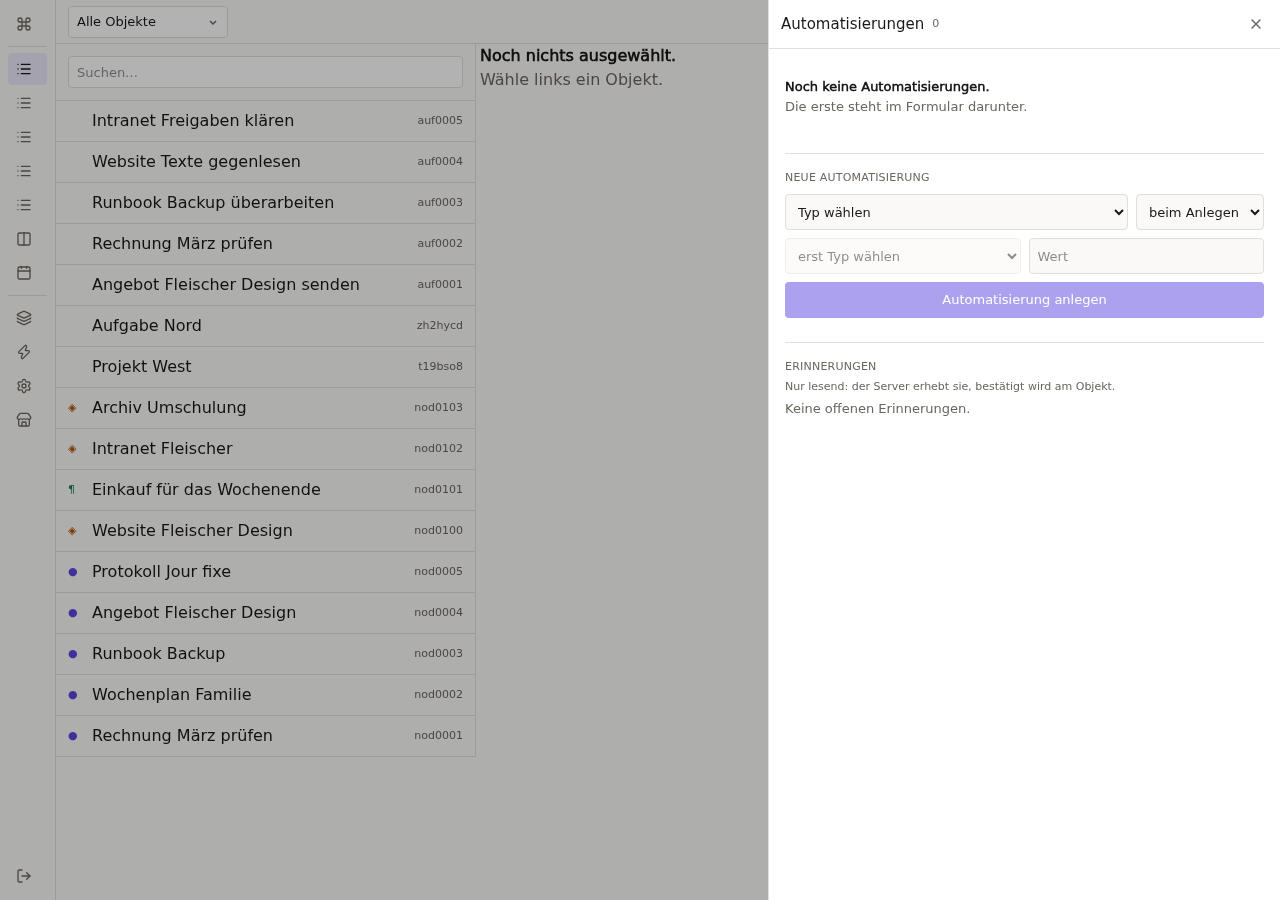 Alle Objekte
Suchen...
Intranet Freigaben klären auf0005
Website Texte gegenlesen auf0004
Runbook Backup überarbeiten auf0003
Rechnung März prüfen auf0002
Angebot Fleischer Design senden auf0001
Aufgabe Nord zh2hycd
Projekt West t19bso8
Archiv Umschulung nod0103
Intranet Fleischer nod0102
¶ Einkauf für das Wochenende nod0101
Website Fleischer Design nod0100
Protokoll Jour fixe nod0005
Angebot Fleischer Design nod0004
Runbook Backup nod0003
Wochenplan Familie nod0002
Rechnung März prüfen nod0001
Noch nichts ausgewählt.
Wähle links ein Objekt.
Automatisierungen 0
Noch keine Automatisierungen.
Die erste steht im Formular darunter.
NEUE AUTOMATISIERUNG
Typ wählen beim Anlegen
erst Typ wählen Wert
Automatisierung anlegen
ERINNERUNGEN
Nur lesend: der Server erhebt sie, bestätigt wird am Objekt.
Keine offenen Erinnerungen.